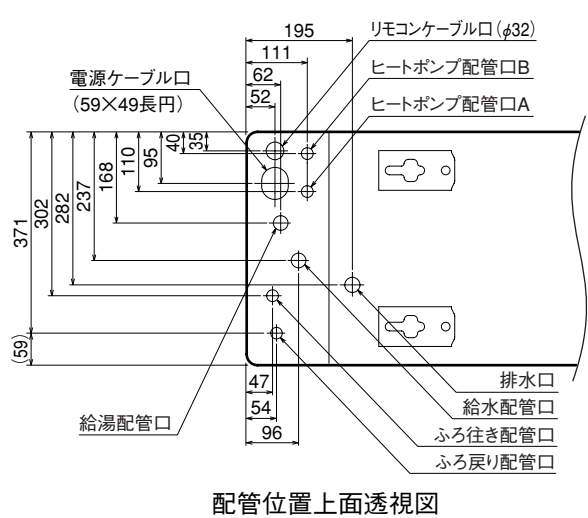 195
リモコンケーブル口(φ32)
111
ヒートポンプ配管口B
62
電源ケーブル口
(59×49長円)
52
ヒートポンプ配管口A
35
40
95
110
168
237
282
302
371
(59)
47
54
96
給湯配管口
排水口
給水配管口
ふろ往き配管口
ふろ戻り配管口
配管位置上面透視図